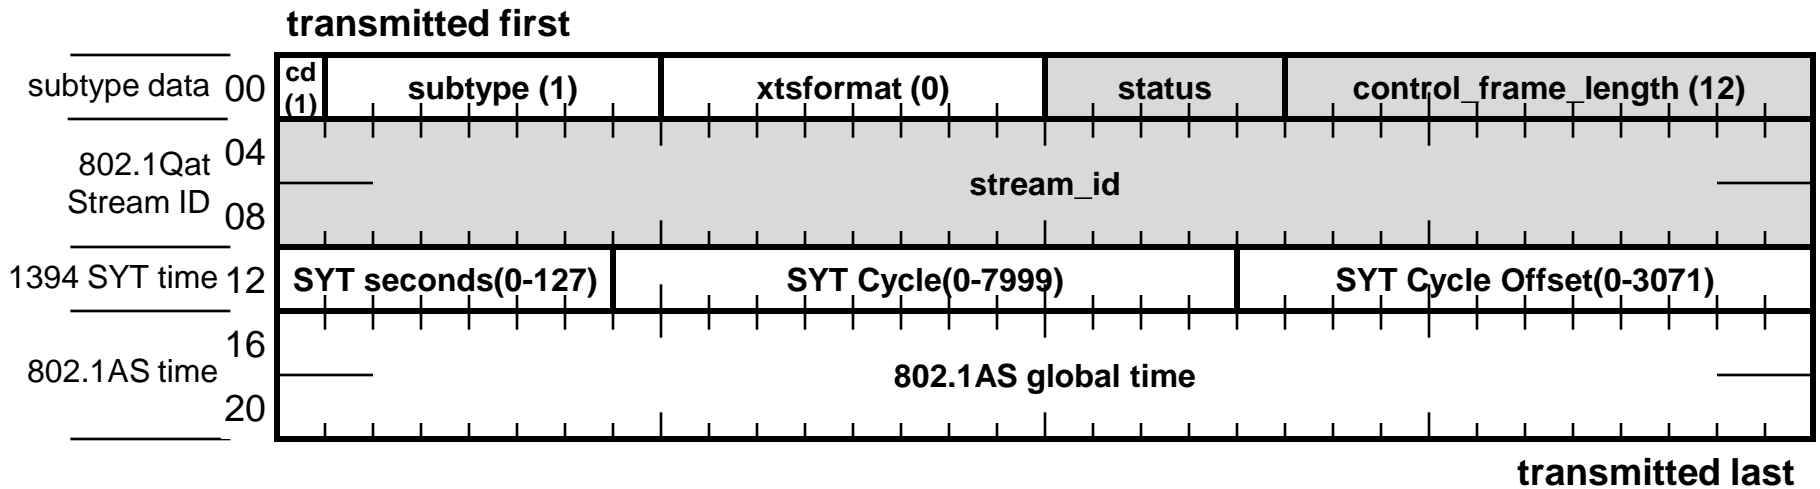 transmitted first
subtype data 00 cd (1) subtype (1) xtsformat (0) status control_frame_length (12)
802.1Qat Stream ID 04 08 stream_id
1394 SYT time 12 SYT seconds(0-127) SYT Cycle(0-7999) SYT Cycle Offset(0-3071)
802.1AS time 16 20 802.1AS global time
transmitted last